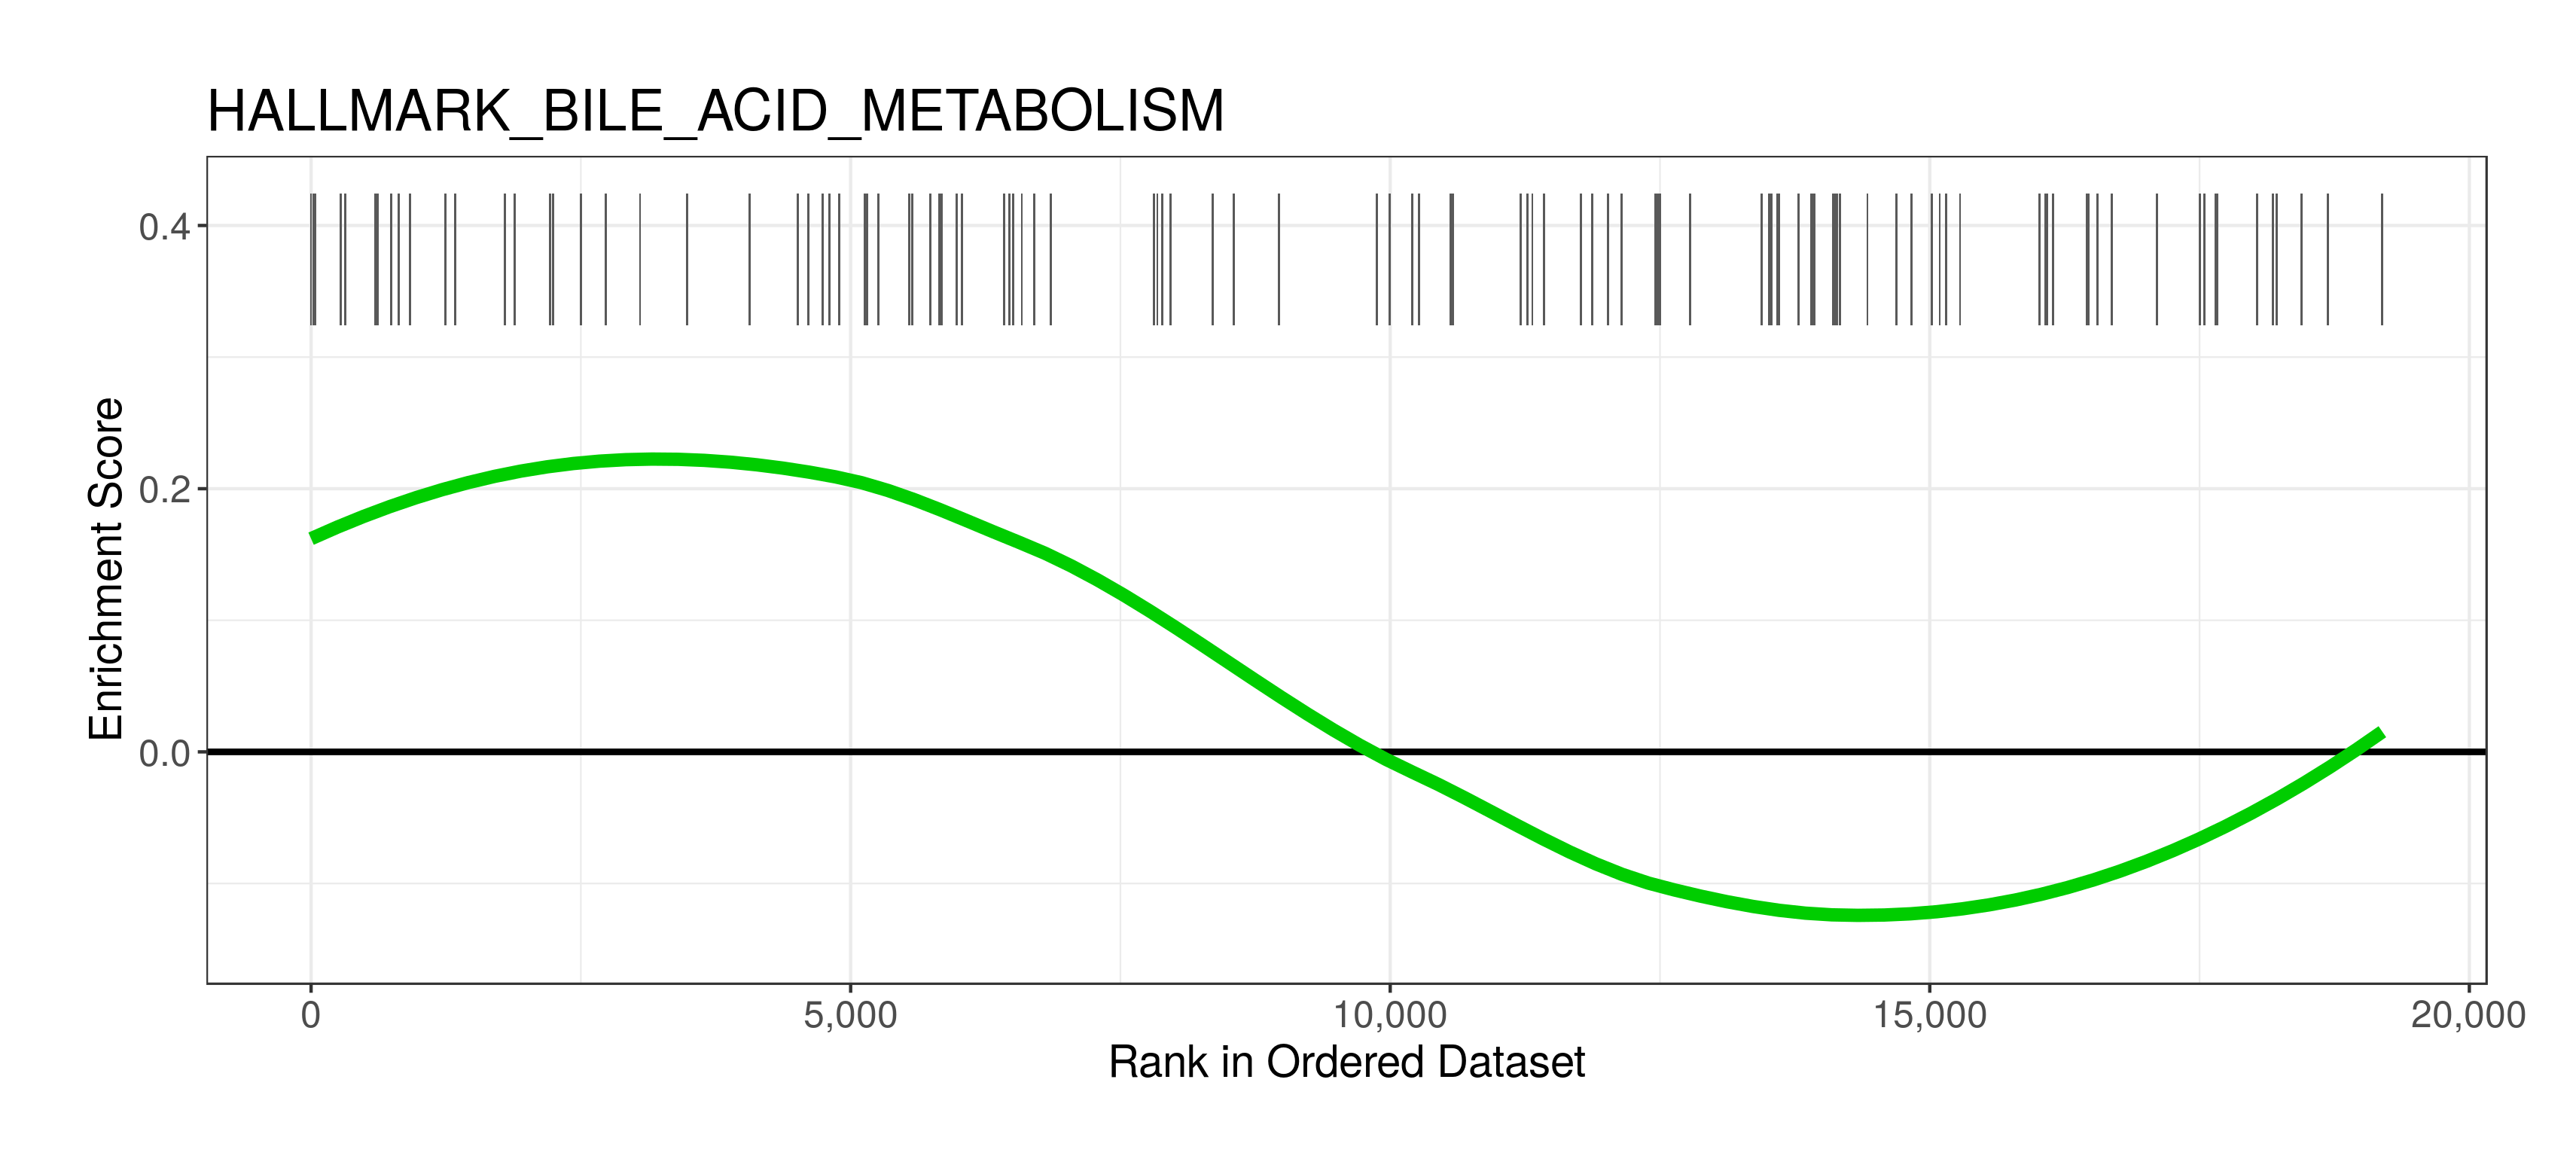 HALLMARK_BILE_ACID_METABOLISM
0.4
0.2
0.0
Enrichment Score
0 5,000 10,000 15,000 20,000
Rank in Ordered Dataset